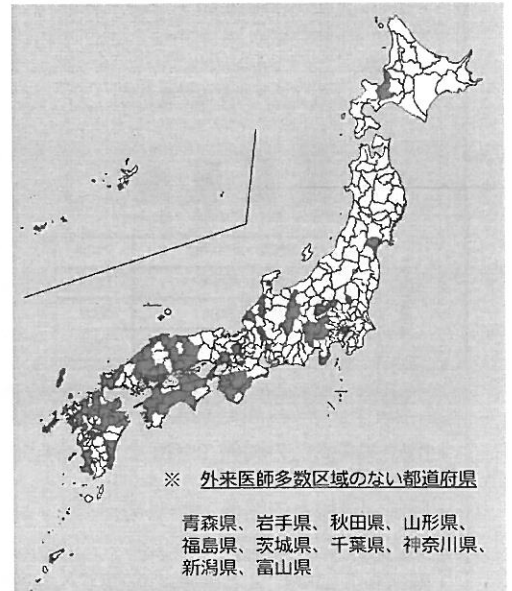 ※ 外来医師多数区域のない都道府県
青森県、岩手県、秋田県、山形県、
福島県、茨城県、千葉県、神奈川県、
新潟県、富山県